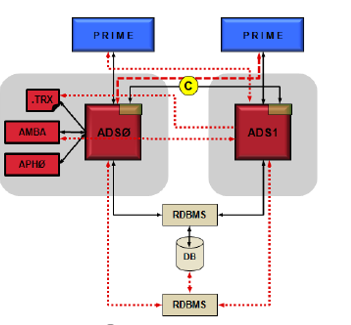 PRIME
PRIME
C
.TRX
AMBA
APHØ
ADSØ
ADS1
RDBMS
DB
RDBMS